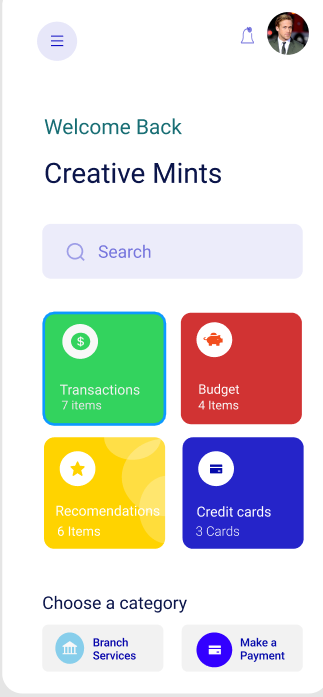 Welcome Back
Creative Mints
Search
$
Transactions
7 items
Budget
4 Items
Recomendations
6 Items
Credit cards
3 Cards
Choose a category
Branch
Services
Make a
Payment